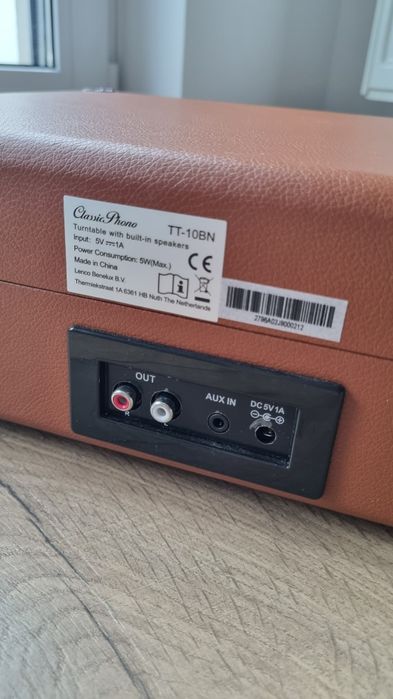 Classic Phono
TT-10BN
Turntable with built-in speakers
Input: 5V⎓1A
Power Consumption: 5W(Max.)
Made in China
Lenco Benelux B.V.
Thermiekstraat 1A 6361 HB Nuth The Netherlands
CE
2796A03J9000212
OUT
R
L
AUX IN
DC 5V 1A